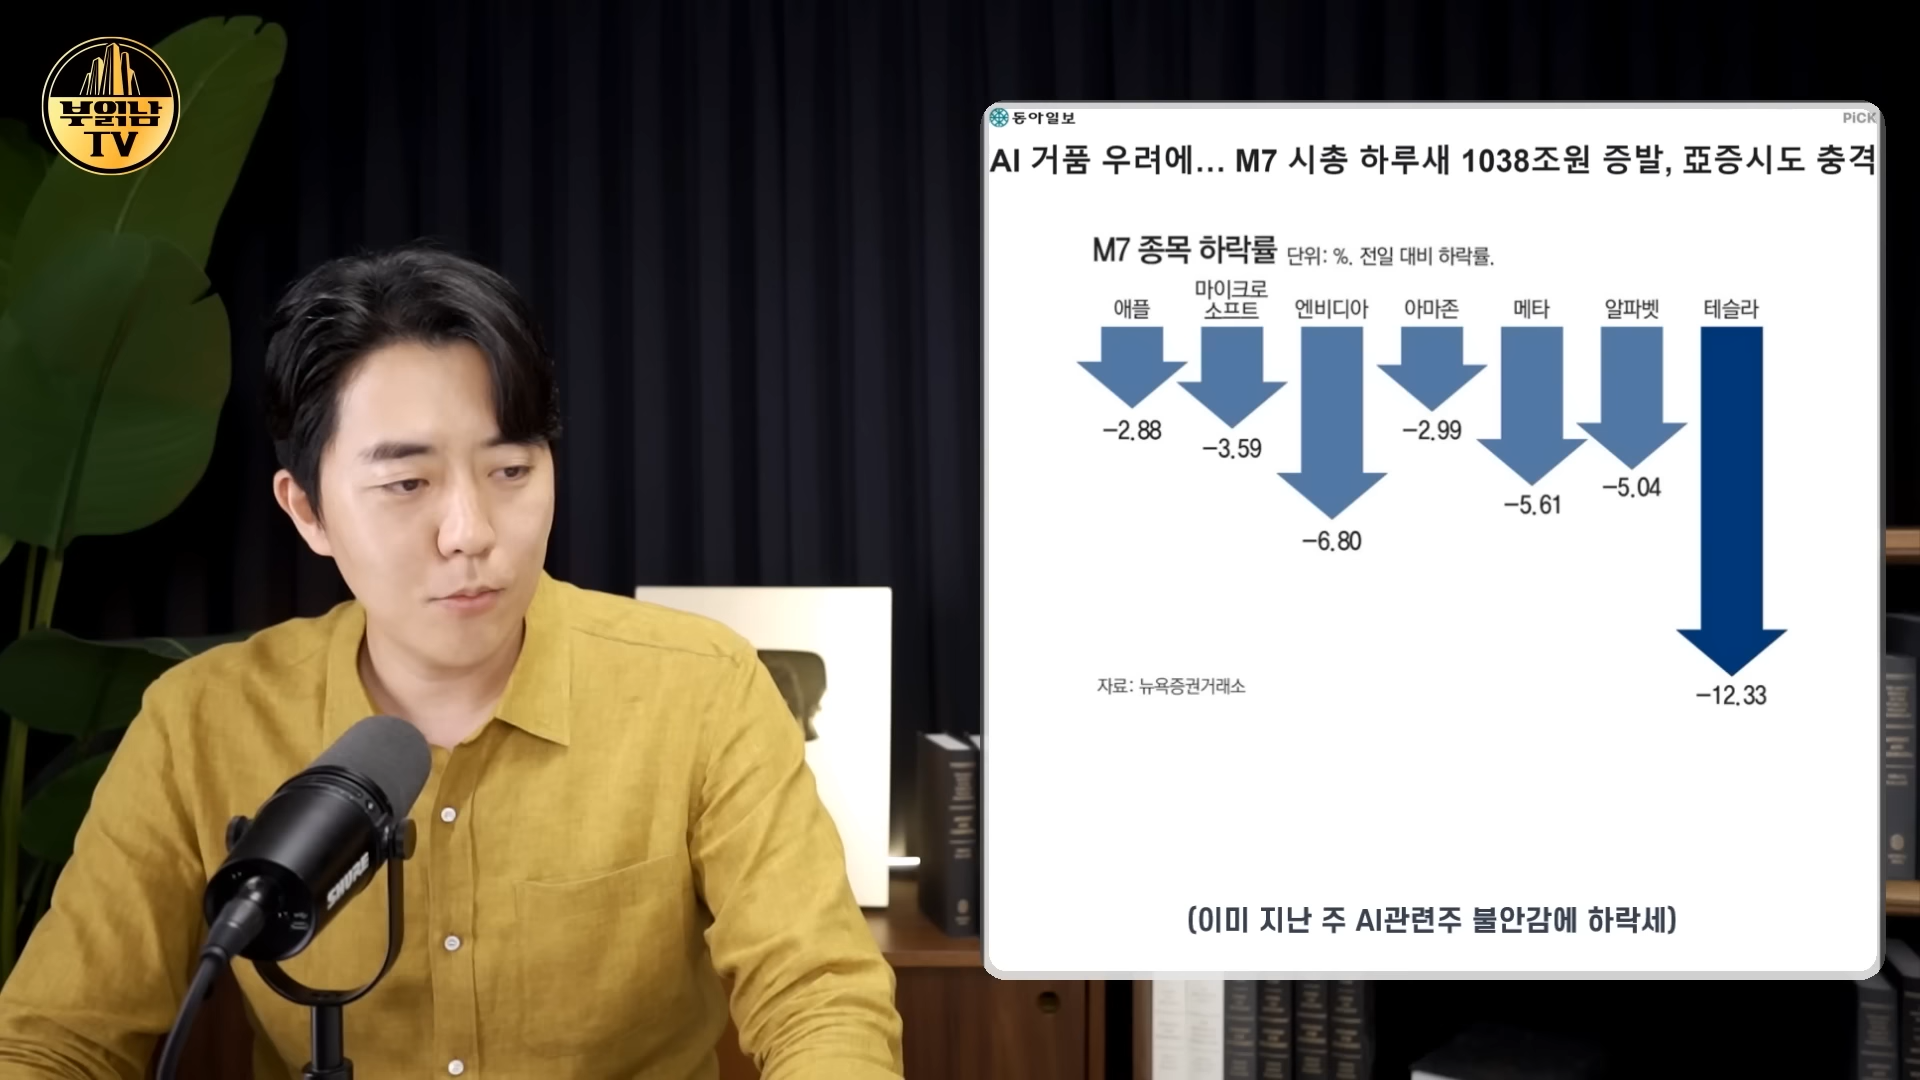 부읽남
TV
동아일보
PiCK
AI 거품 우려에... M7 시총 하루새 1038조원 증발, 亞증시도 충격
M7 종목 하락률 단위: %. 전일 대비 하락률.
애플
마이크로
소프트
엔비디아
아마존
메타
알파벳
테슬라
-2.88
-3.59
-6.80
-2.99
-5.61
-5.04
-12.33
자료: 뉴욕증권거래소
(이미 지난 주 AI관련주 불안감에 하락세)
SHURE